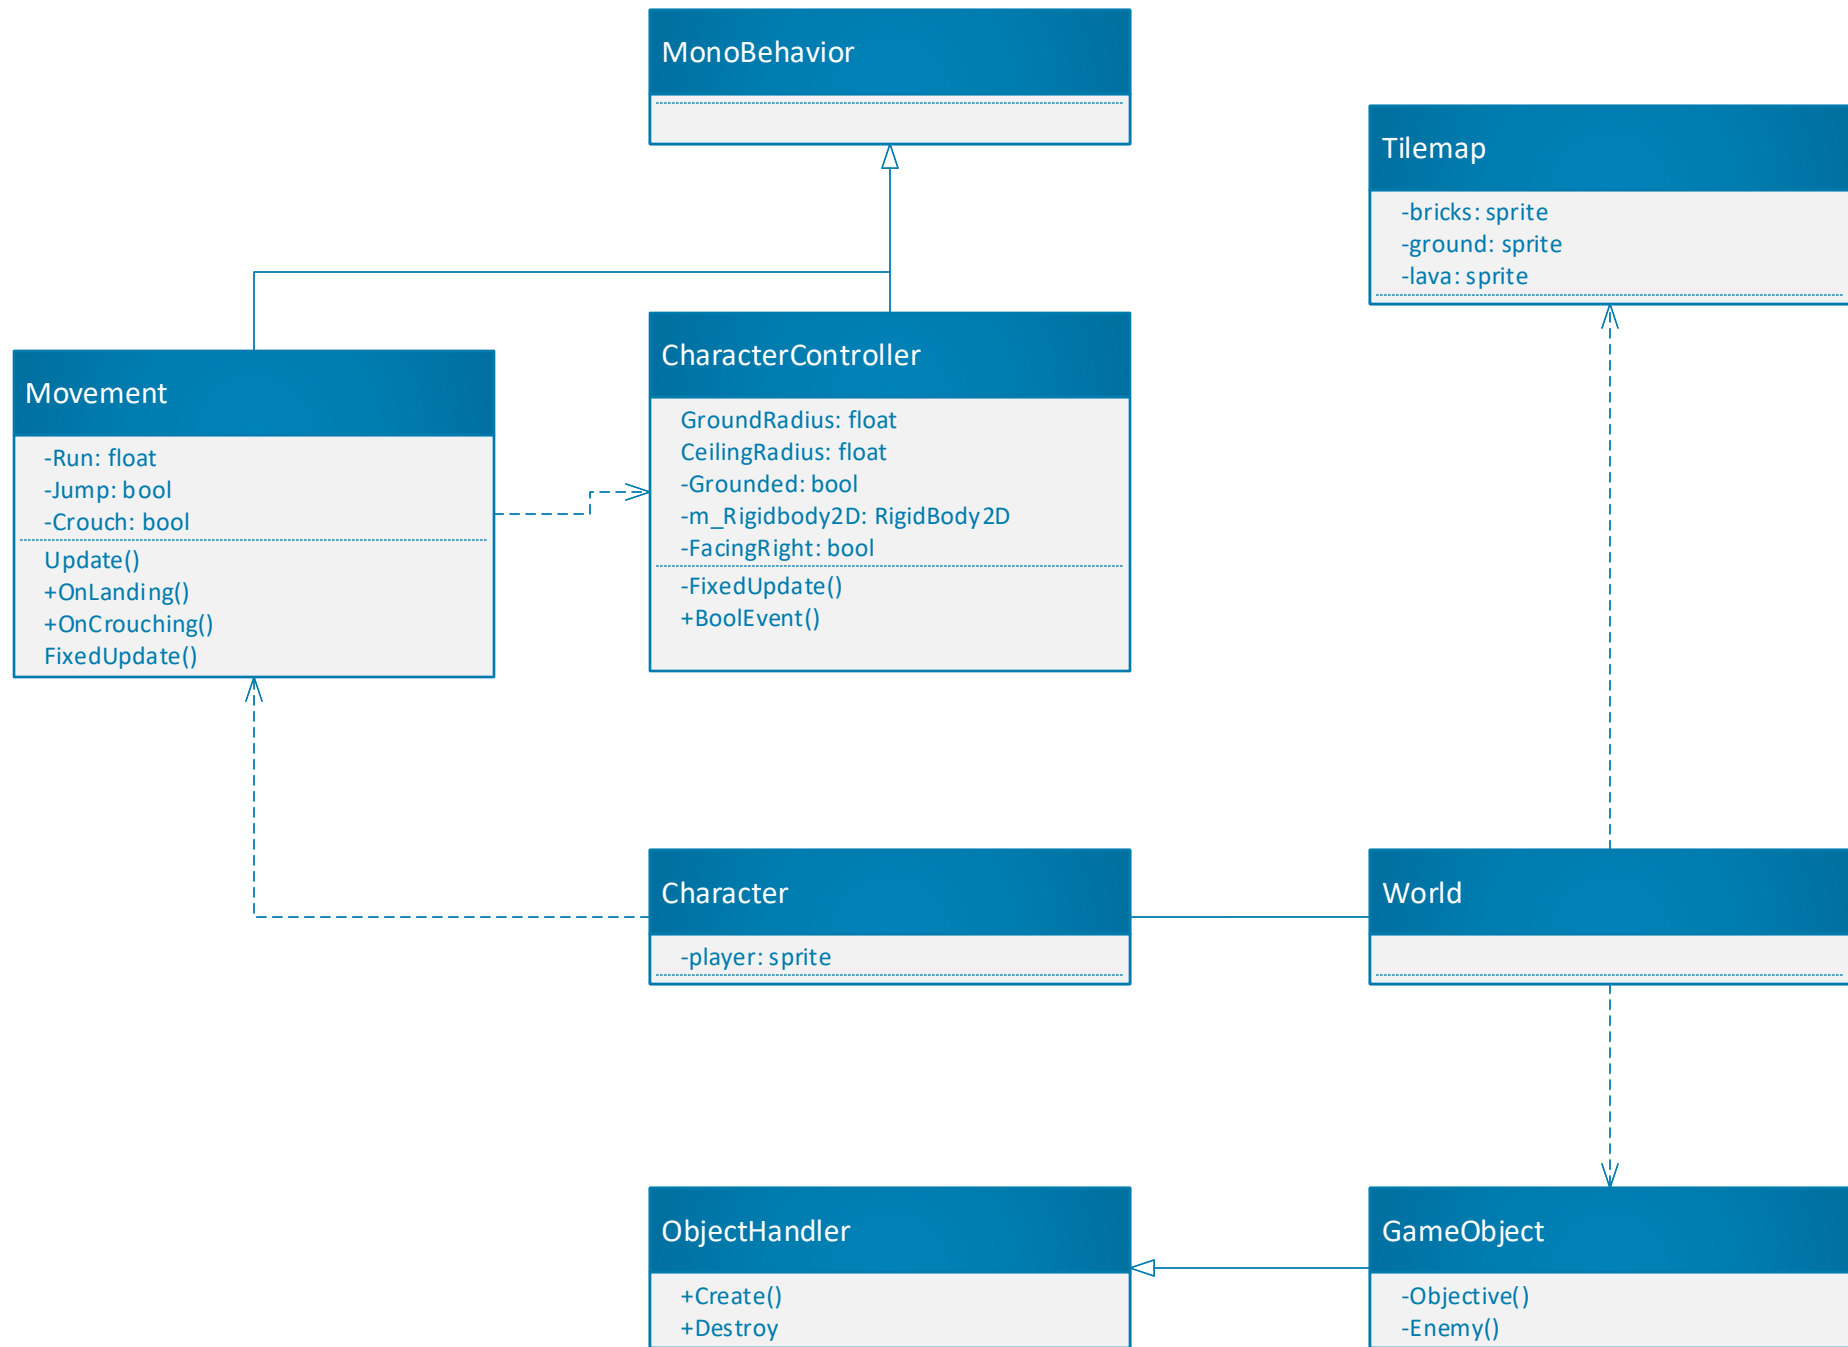 MonoBehavior
Tilemap
-bricks: sprite
-ground: sprite
-lava: sprite
Movement
-Run: float
-Jump: bool
-Crouch: bool
Update()
+OnLanding()
+OnCrouching()
FixedUpdate()
CharacterController
GroundRadius: float
CeilingRadius: float
-Grounded: bool
-m_Rigidbody2D: RigidBody2D
-FacingRight: bool
-FixedUpdate()
+BoolEvent()
Character
-player: sprite
World
ObjectHandler
+Create()
+Destroy
GameObject
-Objective()
-Enemy()